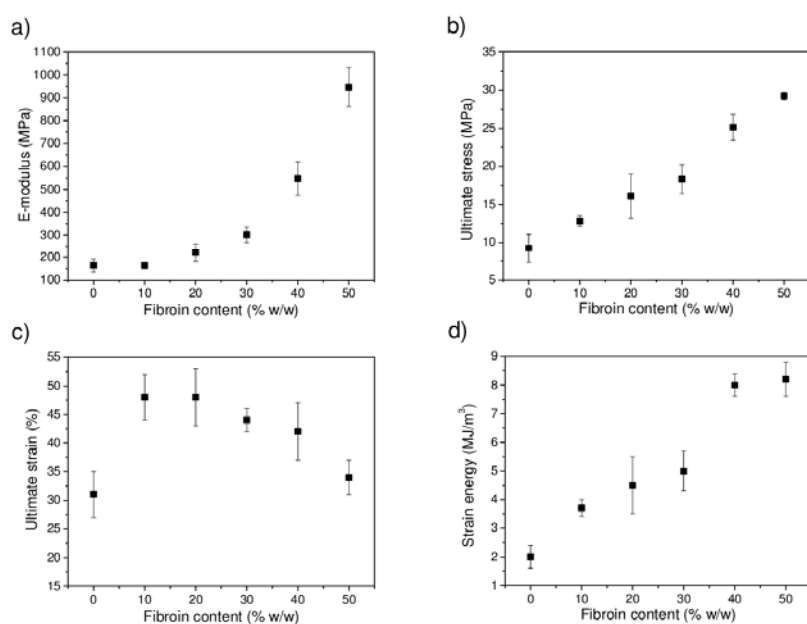 a)
1100
1000
900
800
700
600
500
400
300
200
100
E-modulus (MPa)
0 10 20 30 40 50
Fibroin content (% w/w)
b)
35
30
25
20
15
10
5
Ultimate stress (MPa)
0 10 20 30 40 50
Fibroin content (% w/w)
c)
55
50
45
40
35
30
25
20
15
Ultimate strain (%)
0 10 20 30 40 50
Fibroin content (% w/w)
d)
9
8
7
6
5
4
3
2
1
Strain energy (MJ/m³)
0 10 20 30 40 50
Fibroin content (% w/w)